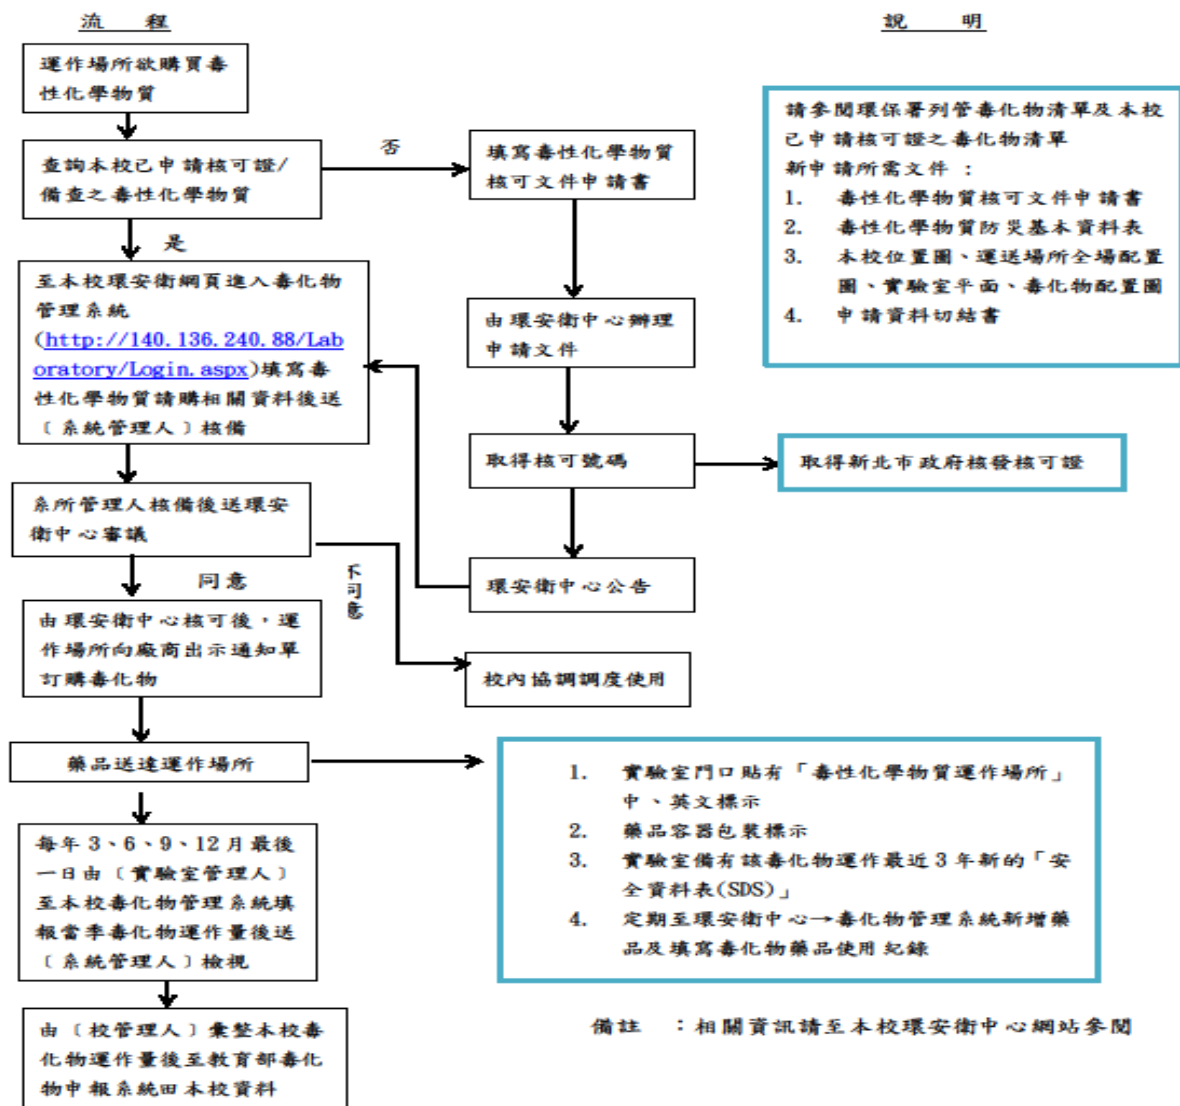 流 程
說 明
運作場所欲購買毒
性化學物質
查詢本校已申請核可證/
備查之毒性化學物質
否
填寫毒性化學物質
核可文件申請書
請參閱環保署列管毒化物清單及本校
已申請核可證之毒化物清單
新申請所需文件 :
1. 毒性化學物質核可文件申請書
2. 毒性化學物質防災基本資料表
3. 本校位置圖、運送場所全場配置
圖、實驗室平面、毒化物配置圖
4. 申請資料切結書
是
至本校環安衛網頁進入毒化物
管理系統
(http://140.136.240.88/Lab
oratory/Login.aspx)填寫毒
性化學物質請購相關資料後送
〔系統管理人〕核備
由環安衛中心辦理
申請文件
取得核可號碼
取得新北市政府核發核可證
系所管理人核備後送環安
衛中心審議
環安衛中心公告
同意
不同意
由環安衛中心核可後，運
作場所向廠商出示通知單
訂購毒化物
校內協調調度使用
藥品送達運作場所
1. 實驗室門口貼有「毒性化學物質運作場所」
中、英文標示
2. 藥品容器包裝標示
3. 實驗室備有該毒化物運作最近3年新的「安
全資料表(SDS)」
4. 定期至環安衛中心→毒化物管理系統新增藥
品及填寫毒化物藥品使用紀錄
每年3、6、9、12月最後
一日由〔實驗室管理人〕
至本校毒化物管理系統填
報當季毒化物運作量後送
〔系統管理人〕檢視
由〔校管理人〕彙整本校毒
化物運作量後至教育部毒化
物申報系統田本校資料
備註 ：相關資訊請至本校環安衛中心網站參閱